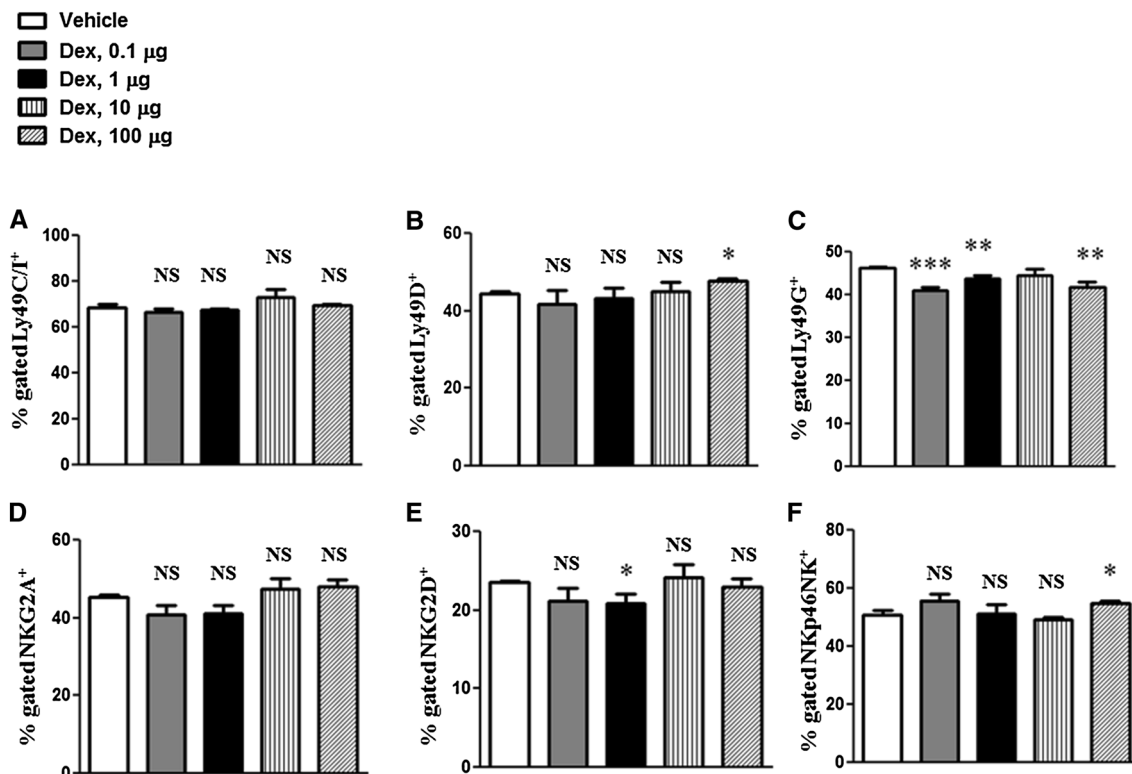 Vehicle
Dex, 0.1 µg
Dex, 1 µg
Dex, 10 µg
Dex, 100 µg
A
% gated Ly49C/I+
100
80
60
40
20
0
NS
NS
NS
NS
B
% gated Ly49D+
60
40
20
0
NS
NS
NS
*
C
% gated Ly49G+
50
40
30
20
10
0
***
**
**
D
% gated NKG2A+
60
40
20
0
NS
NS
NS
NS
E
% gated NKG2D+
30
20
10
0
NS
*
NS
NS
F
% gated NKp46NK+
80
60
40
20
0
NS
NS
NS
*